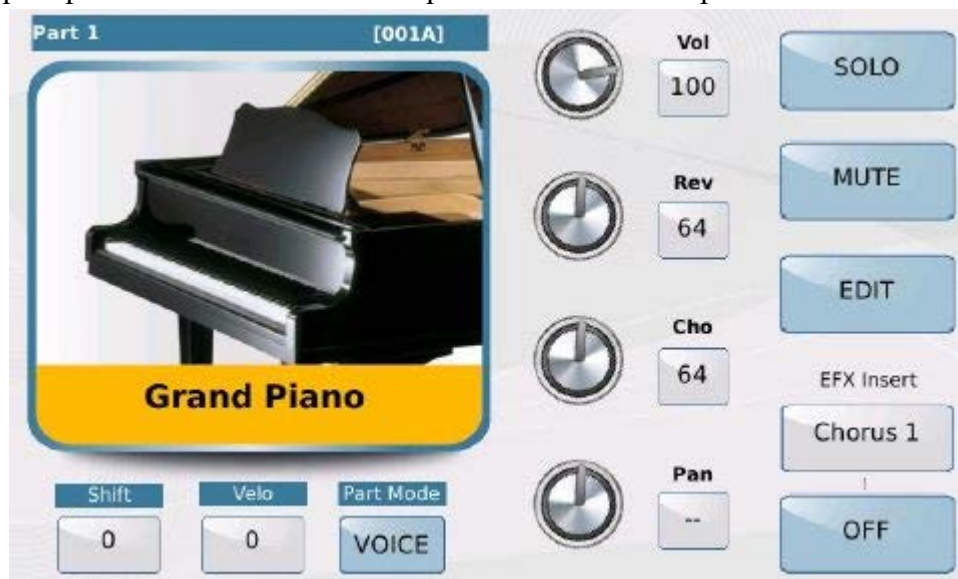 Part 1 [001A]
Grand Piano
Shift
0
Velo
0
Part Mode
VOICE
Vol
100
Rev
64
Cho
64
Pan
--
SOLO
MUTE
EDIT
EFX Insert
Chorus 1
OFF